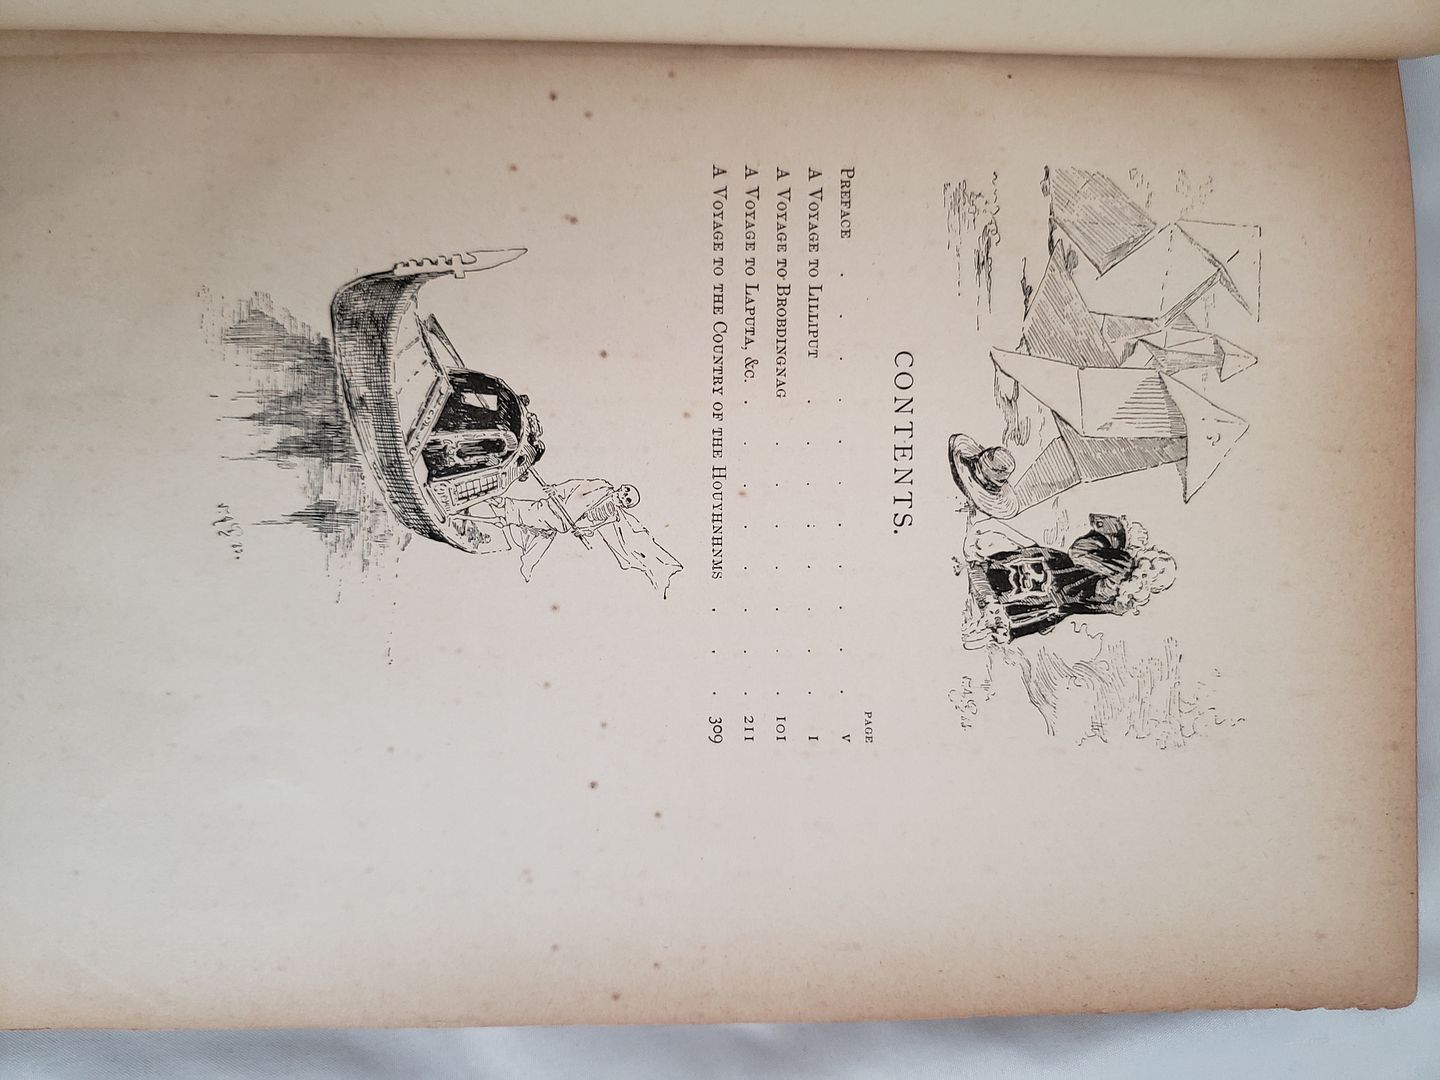 CONTENTS.
PAGE
PREFACE . . . . . . . . . . . V
A VOYAGE TO LILLIPUT . . . . . . . . 1
A VOYAGE TO BROBDINGNAG . . . . . . . 101
A VOYAGE TO LAPUTA, &c. . . . . . . . . 211
A VOYAGE TO THE COUNTRY OF THE HOUYHNHNMS . . . 309